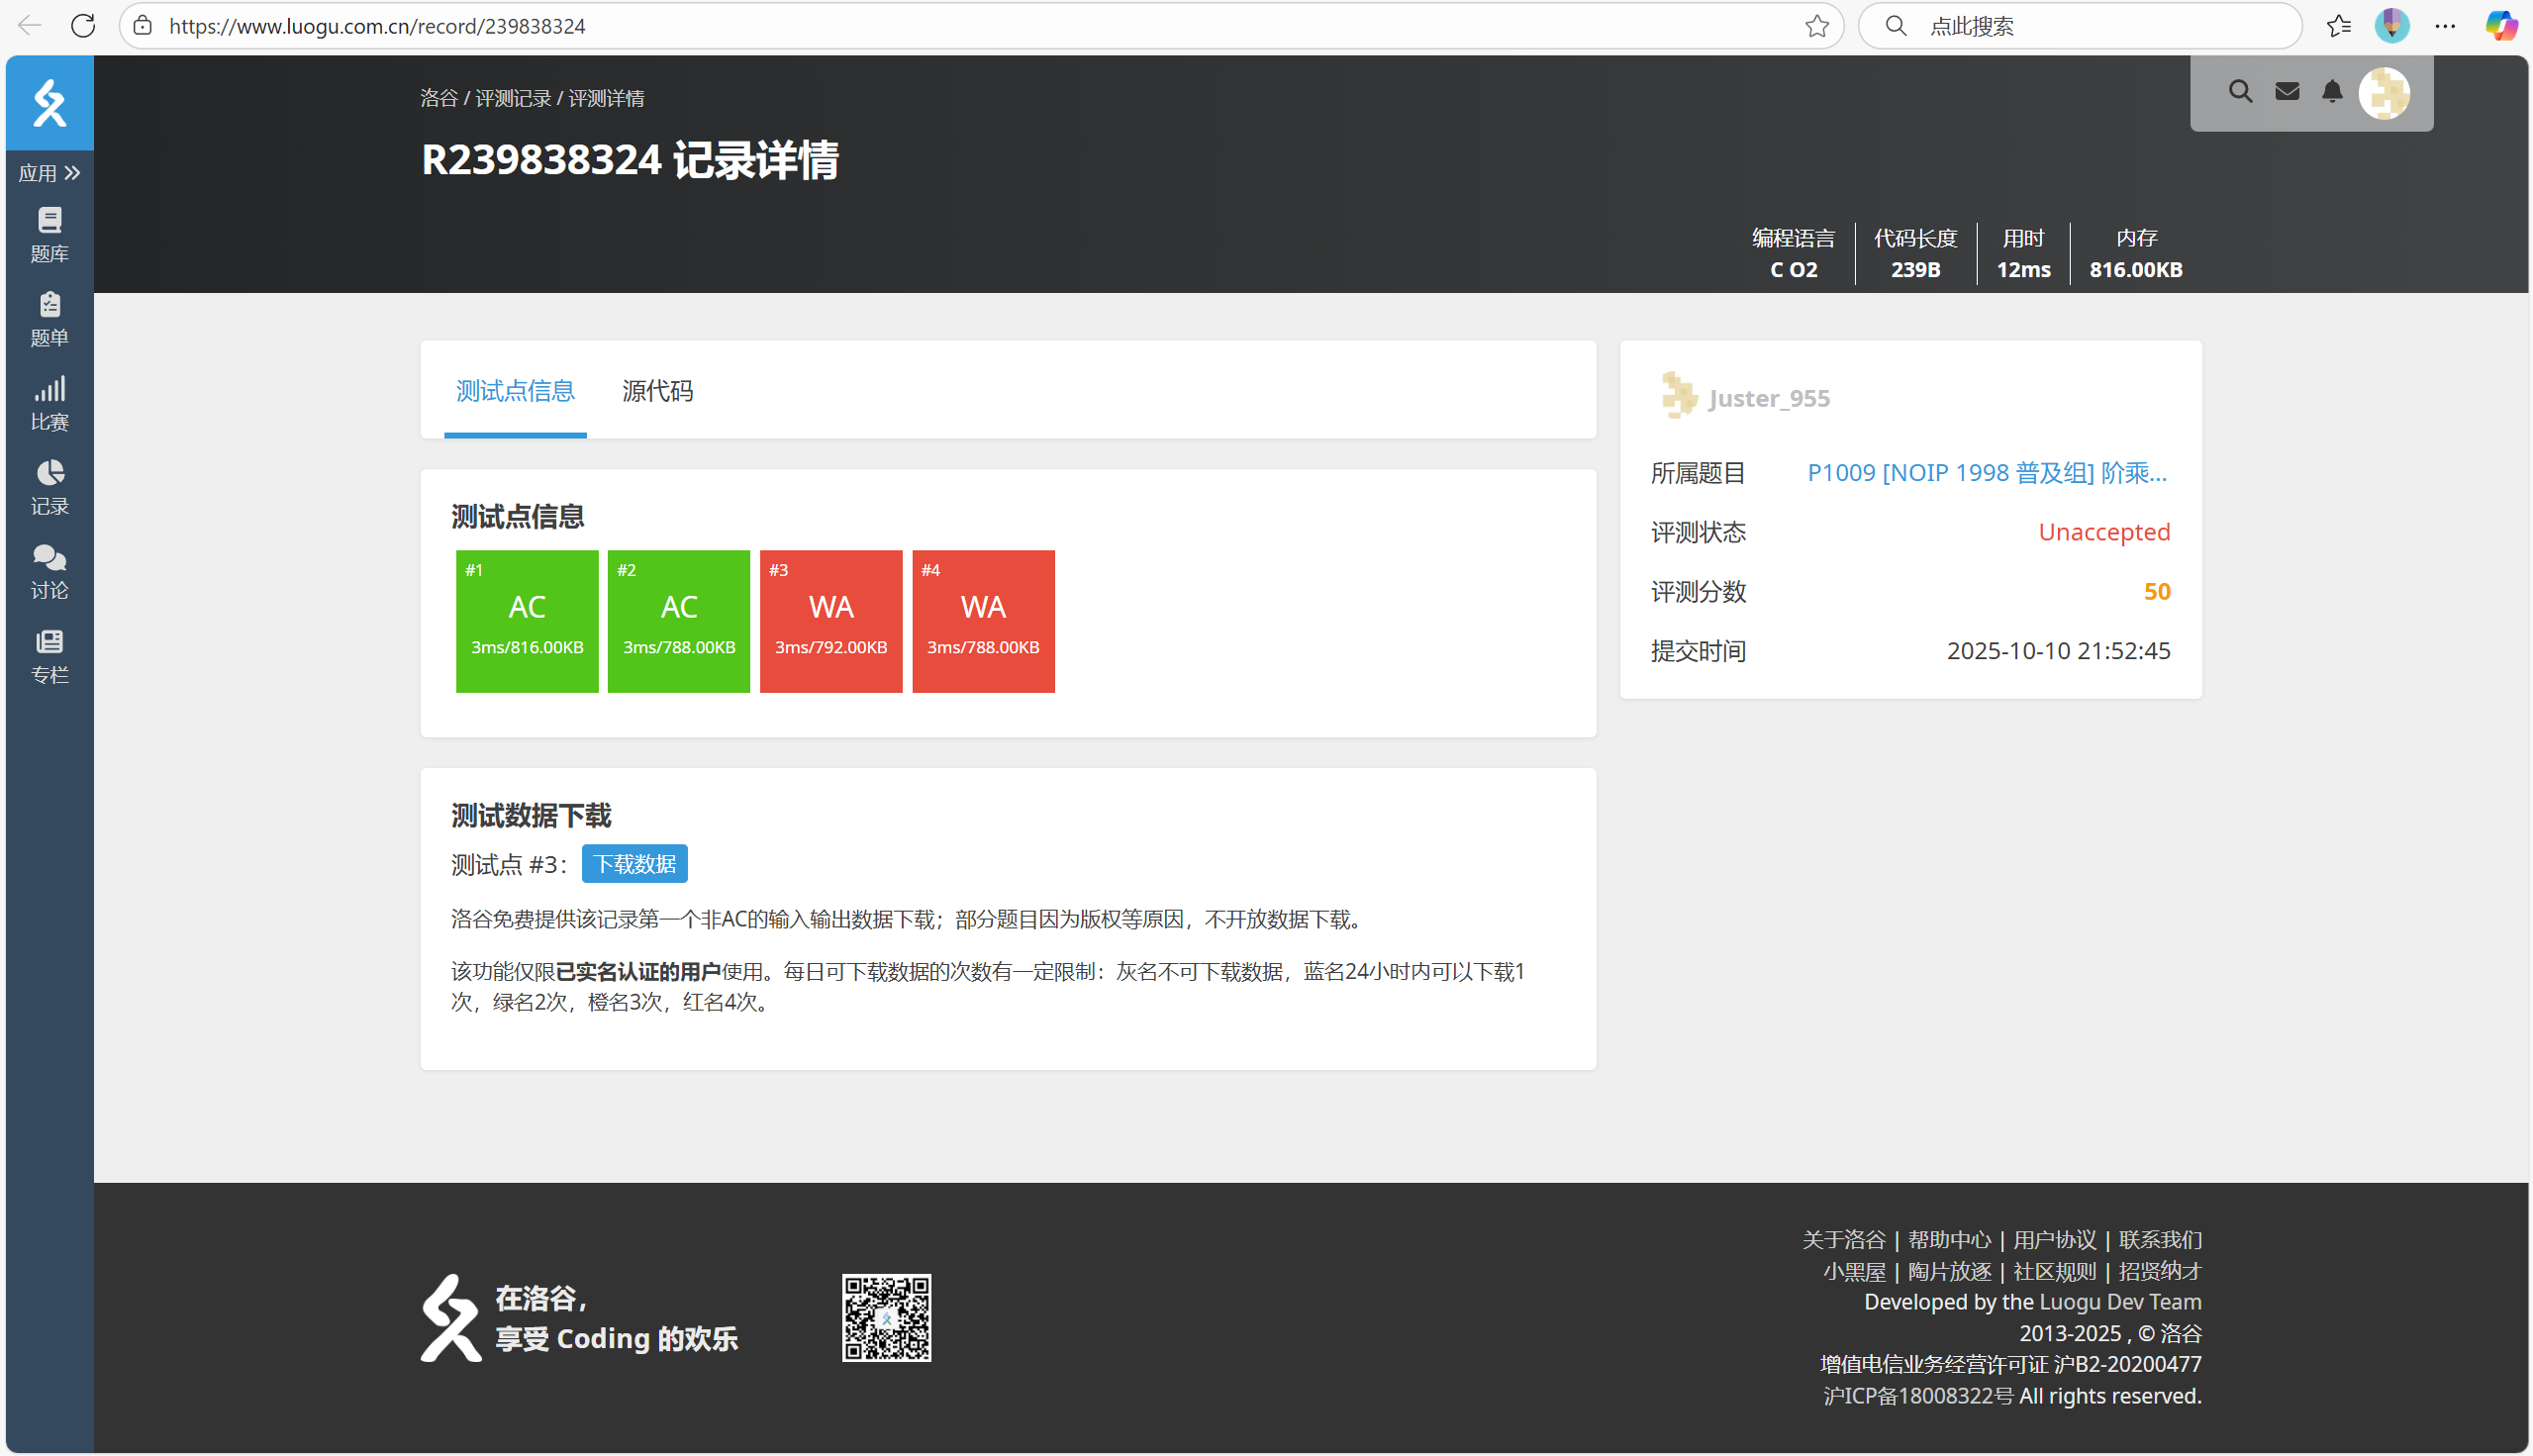 https://www.luogu.com.cn/record/239838324
点此搜索
应用
题库
题单
比赛
记录
讨论
专栏
洛谷 / 评测记录 / 评测详情
R239838324 记录详情
编程语言 代码长度 用时 内存
C O2 239B 12ms 816.00KB
测试点信息 源代码
测试点信息
#1 #2 #3 #4
AC AC WA WA
3ms/816.00KB 3ms/788.00KB 3ms/792.00KB 3ms/788.00KB
测试数据下载
测试点 #3： 下载数据
洛谷免费提供该记录第一个非AC的输入输出数据下载；部分题目因为版权等原因，不开放数据下载。
该功能仅限已实名认证的用户使用。每日可下载数据的次数有一定限制：灰名不可下载数据，蓝名24小时内可以下载1
次，绿名2次，橙名3次，红名4次。
Juster_955
所属题目 P1009 [NOIP 1998 普及组] 阶乘...
评测状态 Unaccepted
评测分数 50
提交时间 2025-10-10 21:52:45
在洛谷，
享受 Coding 的欢乐
关于洛谷 | 帮助中心 | 用户协议 | 联系我们
小黑屋 | 陶片放逐 | 社区规则 | 招贤纳才
Developed by the Luogu Dev Team
2013-2025 , © 洛谷
增值电信业务经营许可证 沪B2-20200477
沪ICP备18008322号 All rights reserved.